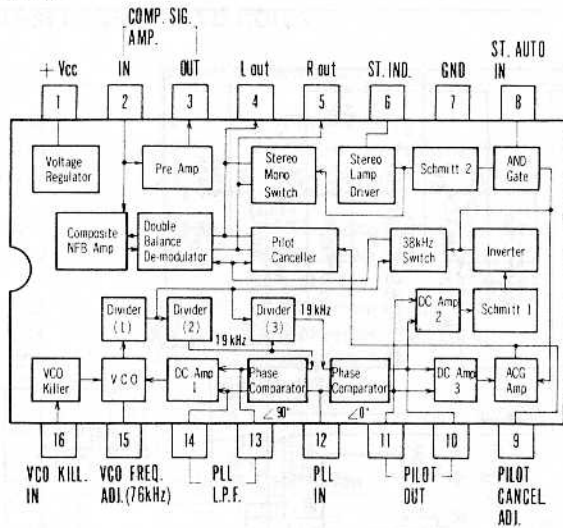 COMP. SIG.
AMP.
+ Vcc
IN
OUT
L out
R out
ST. IND.
GND
ST. AUTO
IN
1
2
3
4
5
6
7
8
Voltage
Regulator
Pre Amp
Stereo
Mono
Switch
Stereo
Lamp
Driver
Schmitt 2
AND
Gate
Composite
NFB Amp
Double
Balance
De-modulator
Pilot
Canceller
38kHz
Switch
Inverter
Divider
(1)
Divider
(2)
19kHz
Divider
(3)
19kHz
DC Amp
2
Schmitt 1
VCO
Killer
VCO
DC Amp
1
Phase
Comparator
Phase
Comparator
DC Amp
3
ACG
Amp
∠90°
∠0°
16
15
14
13
12
11
10
9
VCO KILL.
IN
VCO FREQ.
ADJ.(76kHz)
PLL
L.P.F.
PLL
IN
PILOT
OUT
PILOT
CANCEL
ADJ.